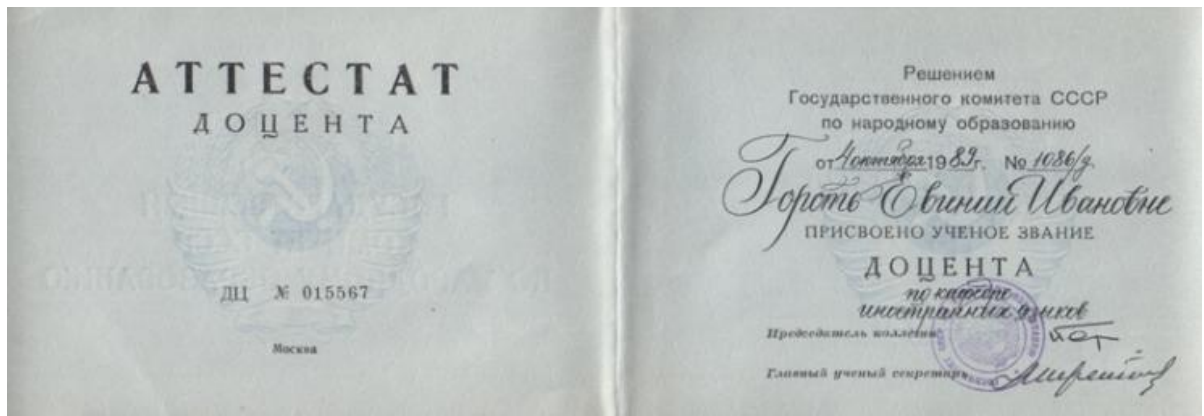 АТТЕСТАТ
ДОЦЕНТА
ДЦ № 015567
Москва
Решением
Государственного комитета СССР
по народному образованию
от 4 октября 1989 г. № 1086/д.
Горсть Евинии Ивановне
ПРИСВОЕНО УЧЕНОЕ ЗВАНИЕ
ДОЦЕНТА
по кафедре
иностранных языков
Председатель коллегии
Главный ученый секретарь